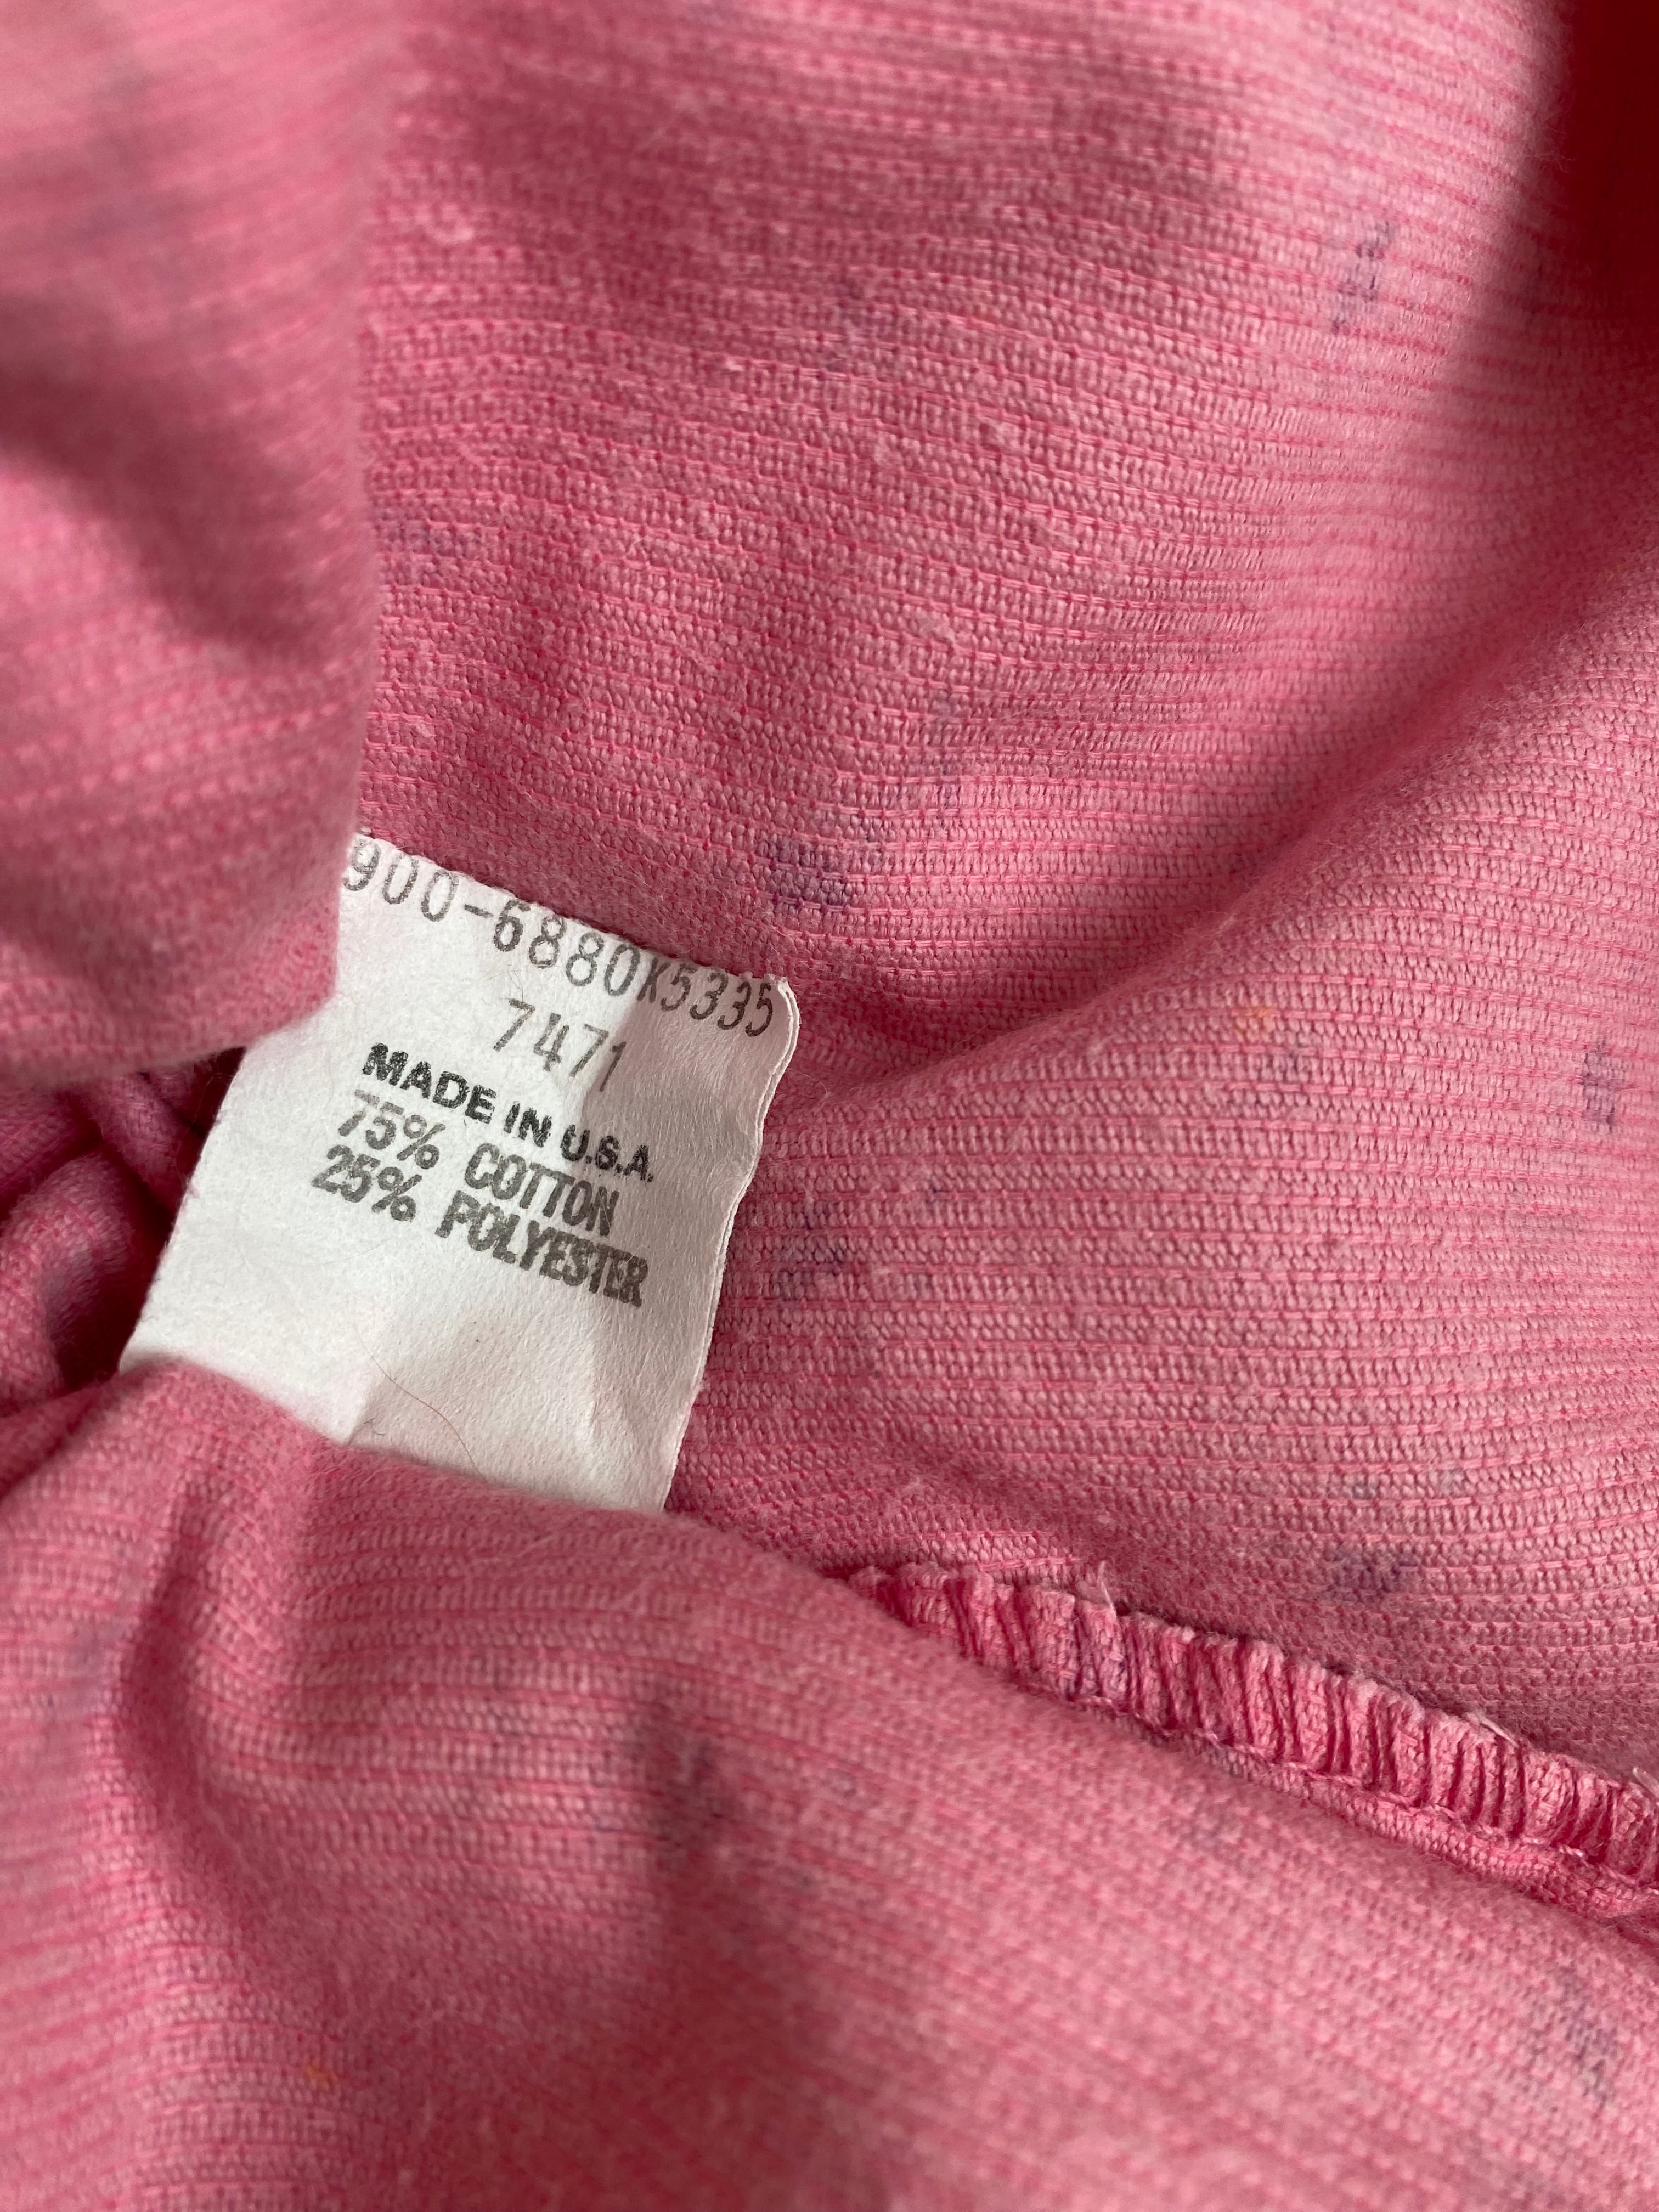 900-6880K5335
7471
MADE IN U.S.A.
75% COTTON
25% POLYESTER